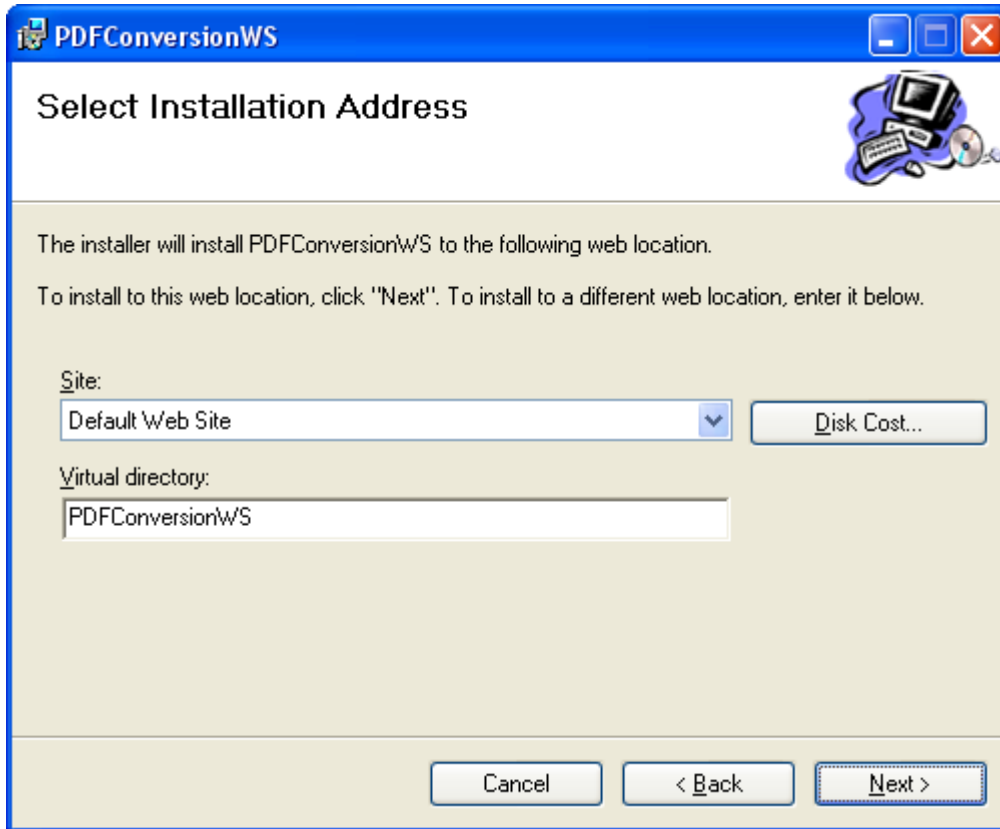 PDFConversionWS
Select Installation Address
The installer will install PDFConversionWS to the following web location.
To install to this web location, click "Next". To install to a different web location, enter it below.
Site:
Default Web Site
Disk Cost...
Virtual directory:
PDFConversionWS
Cancel
< Back
Next >